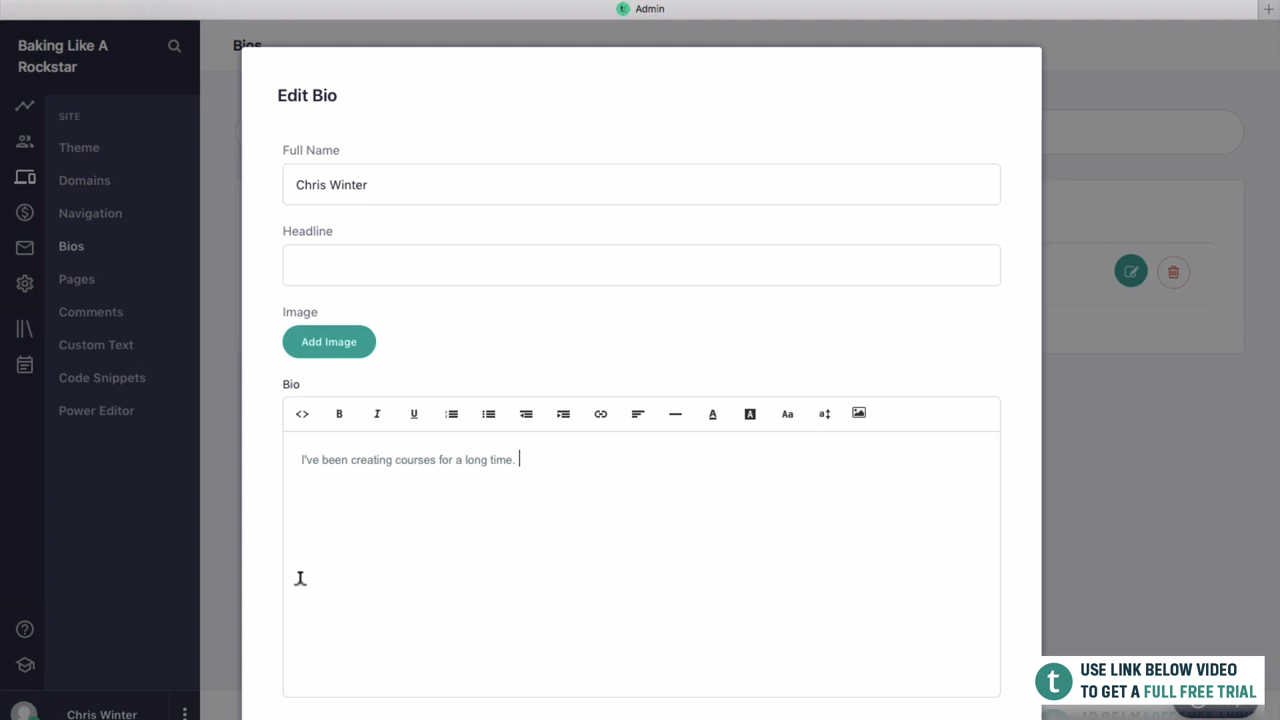 Admin
Baking Like A
Rockstar
Bios
SITE
Theme
Domains
Navigation
Bios
Pages
Comments
Custom Text
Code Snippets
Power Editor
Chris Winter
Edit Bio
Full Name
Chris Winter
Headline
Image
Add Image
Bio
<> B I U A A Aa a
I've been creating courses for a long time.
t USE LINK BELOW VIDEO
TO GET A FULL FREE TRIAL